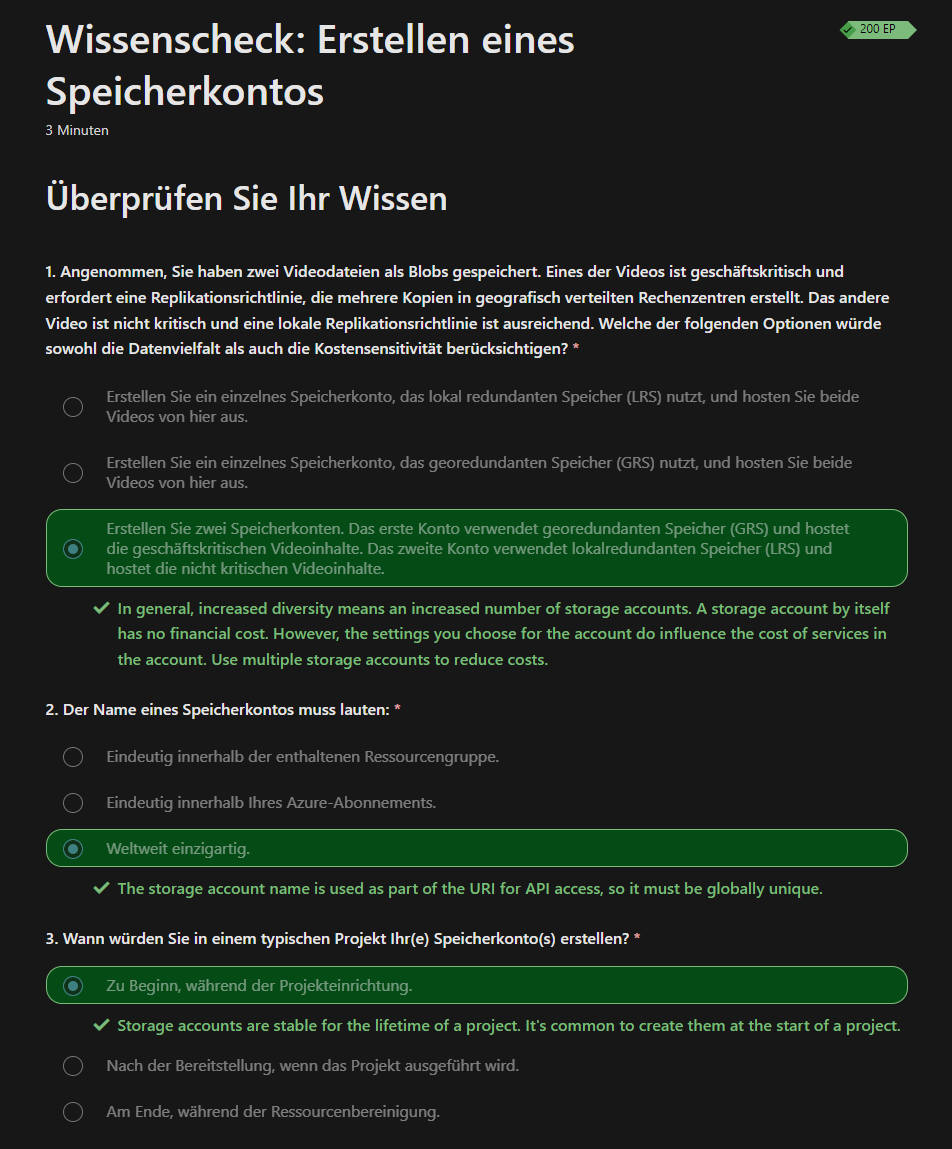 Wissenscheck: Erstellen eines
Speicherkontos
200 EP
3 Minuten
Überprüfen Sie Ihr Wissen
1. Angenommen, Sie haben zwei Videodateien als Blobs gespeichert. Eines der Videos ist geschäftskritisch und
erfordert eine Replikationsrichtlinie, die mehrere Kopien in geografisch verteilten Rechenzentren erstellt. Das andere
Video ist nicht kritisch und eine lokale Replikationsrichtlinie ist ausreichend. Welche der folgenden Optionen würde
sowohl die Datenvielfalt als auch die Kostensensitivität berücksichtigen? *
Erstellen Sie ein einzelnes Speicherkonto, das lokal redundanten Speicher (LRS) nutzt, und hosten Sie beide
Videos von hier aus.
Erstellen Sie ein einzelnes Speicherkonto, das georedundanten Speicher (GRS) nutzt, und hosten Sie beide
Videos von hier aus.
Erstellen Sie zwei Speicherkonten. Das erste Konto verwendet georedundanten Speicher (GRS) und hostet
die geschäftskritischen Videoinhalte. Das zweite Konto verwendet lokalredundanten Speicher (LRS) und
hostet die nicht kritischen Videoinhalte.
In general, increased diversity means an increased number of storage accounts. A storage account by itself
has no financial cost. However, the settings you choose for the account do influence the cost of services in
the account. Use multiple storage accounts to reduce costs.
2. Der Name eines Speicherkontos muss lauten: *
Eindeutig innerhalb der enthaltenen Ressourcengruppe.
Eindeutig innerhalb Ihres Azure-Abonnements.
Weltweit einzigartig.
The storage account name is used as part of the URI for API access, so it must be globally unique.
3. Wann würden Sie in einem typischen Projekt Ihr(e) Speicherkonto(s) erstellen? *
Zu Beginn, während der Projekteinrichtung.
Storage accounts are stable for the lifetime of a project. It's common to create them at the start of a project.
Nach der Bereitstellung, wenn das Projekt ausgeführt wird.
Am Ende, während der Ressourcenbereinigung.